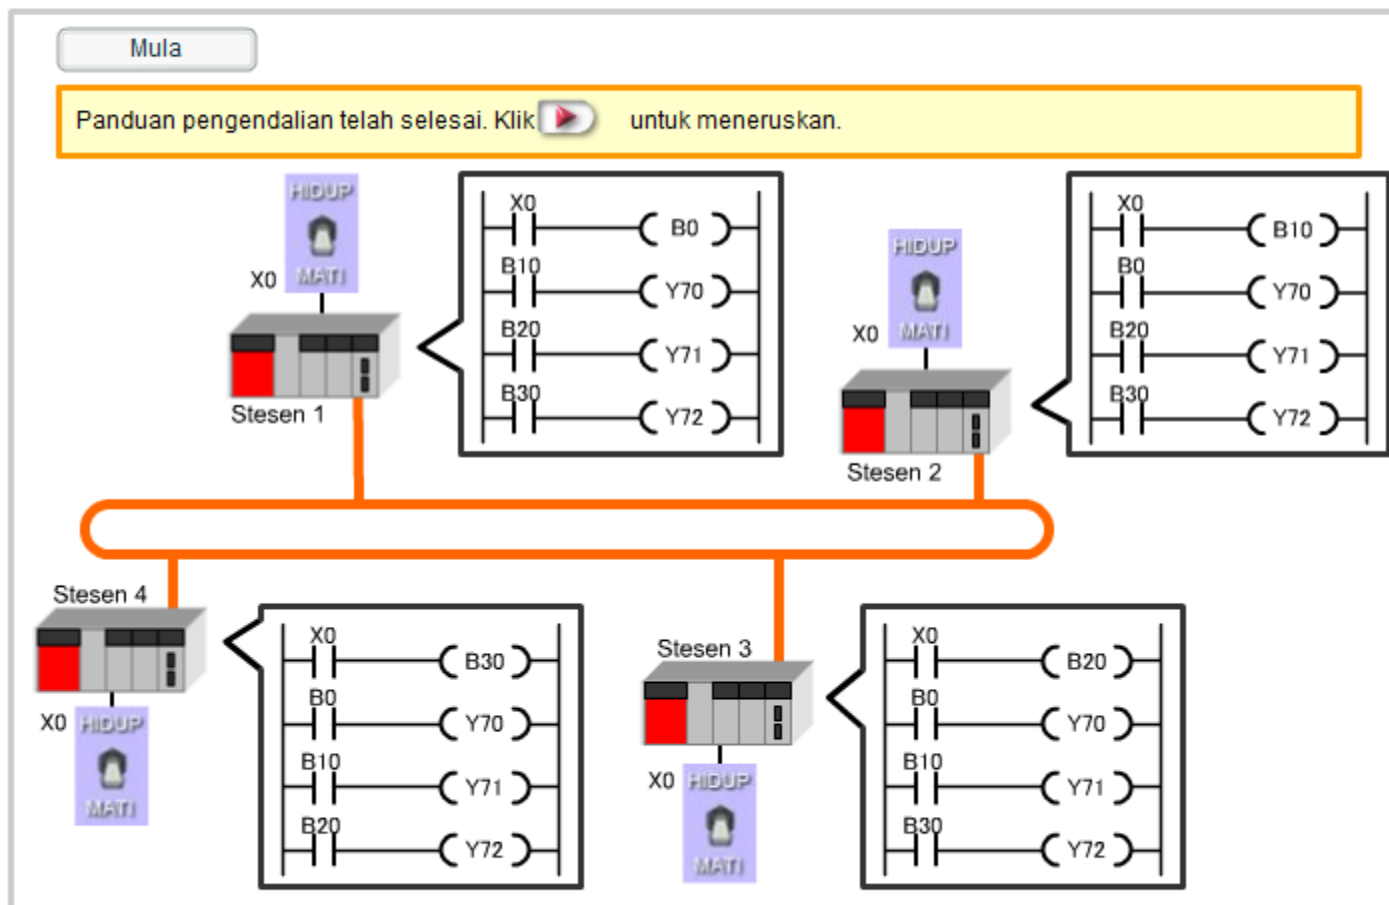 Mula
Panduan pengendalian telah selesai. Klik untuk meneruskan.
HIDUP
MATI
X0
Stesen 1
X0
B0
B10
Y70
B20
Y71
B30
Y72
HIDUP
MATI
X0
Stesen 2
X0
B10
B0
Y70
B20
Y71
B30
Y72
Stesen 4
X0
HIDUP
MATI
X0
B30
B0
Y70
B10
Y71
B20
Y72
Stesen 3
X0
HIDUP
MATI
X0
B20
B0
Y70
B10
Y71
B30
Y72